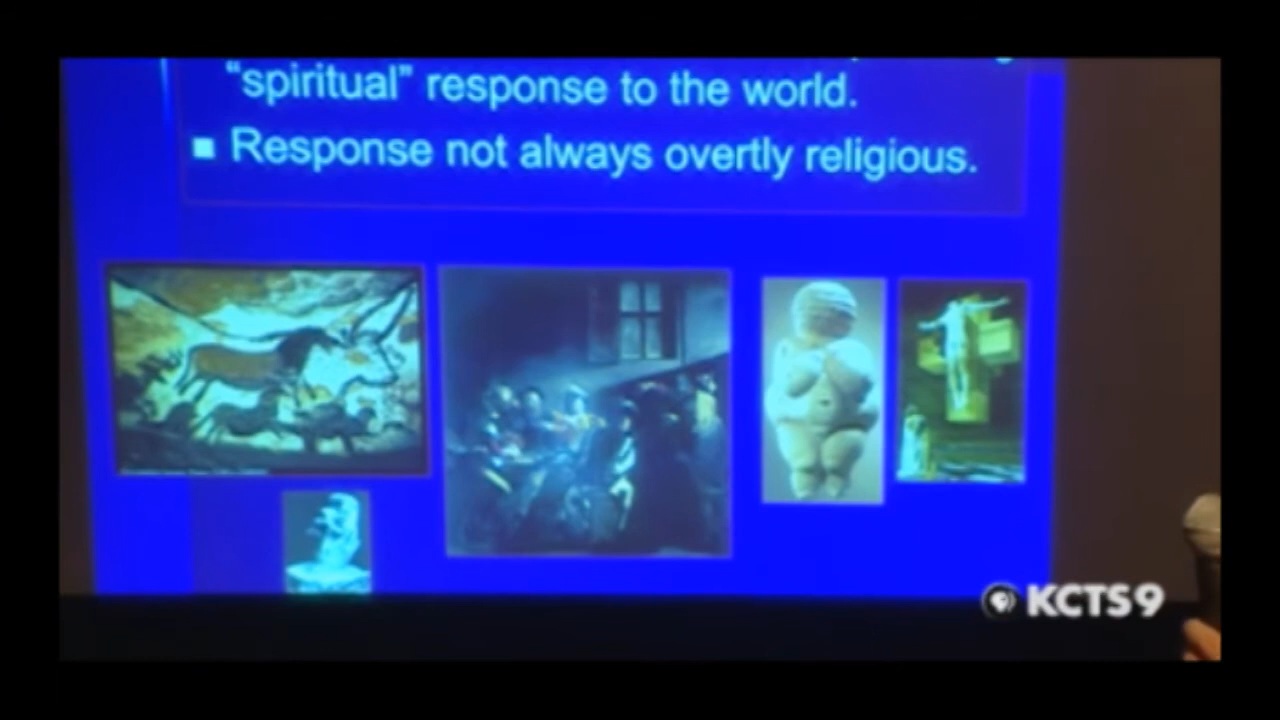 “spiritual” response to the world.
■ Response not always overtly religious.
KCTS9